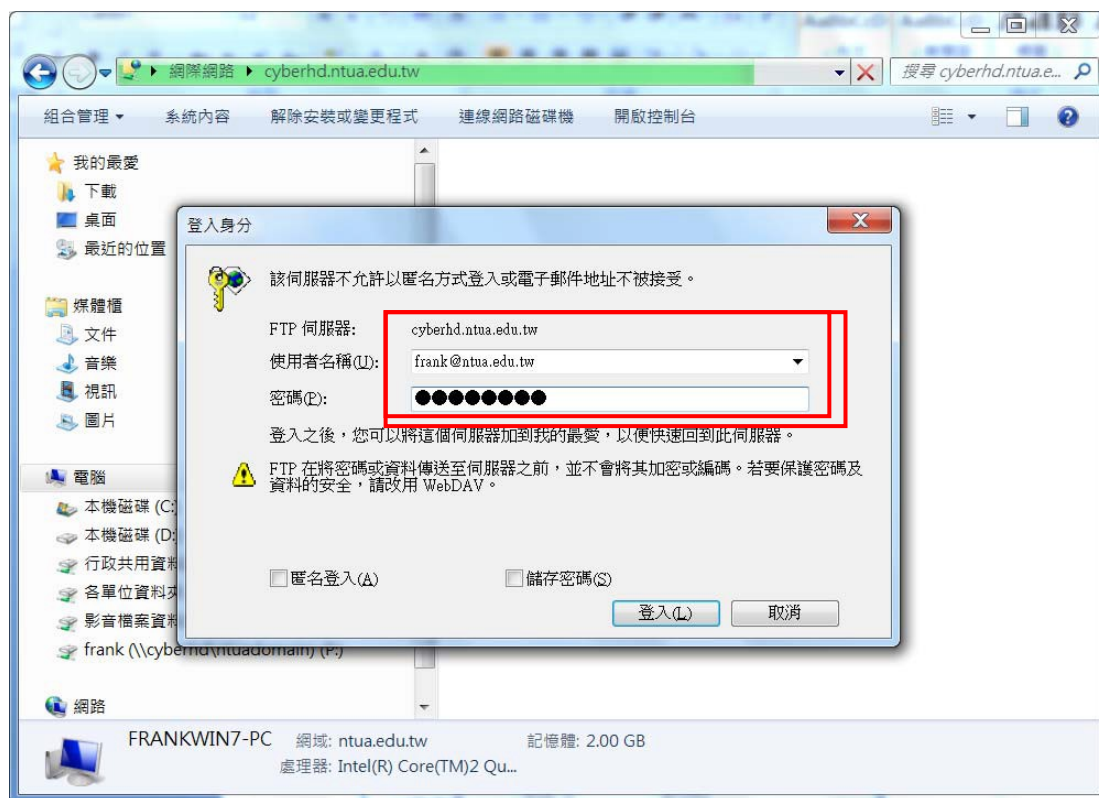 網際網路 ▸ cyberhd.ntua.edu.tw
搜尋 cyberhd.ntua.e...
組合管理 系統內容 解除安裝或變更程式 連線網路磁碟機 開啟控制台
我的最愛
下載
桌面
最近的位置
媒體櫃
文件
音樂
視訊
圖片
電腦
本機磁碟 (C:
本機磁碟 (D:
行政共用資料
各單位資料夾
影音檔案資料
frank (\\cyberhd\ntuadomain) (P:)
網路
登入身分
該伺服器不允許以匿名方式登入或電子郵件地址不被接受。
FTP 伺服器: cyberhd.ntua.edu.tw
使用者名稱(U): frank@ntua.edu.tw
密碼(P): ●●●●●●●●
登入之後,您可以將這個伺服器加到我的最愛,以便快速回到此伺服器。
FTP 在將密碼或資料傳送至伺服器之前,並不會將其加密或編碼。若要保護密碼及
資料的安全,請改用 WebDAV。
匿名登入(A) 儲存密碼(S)
登入(L) 取消
FRANKWIN7-PC 網域: ntua.edu.tw 記憶體: 2.00 GB
處理器: Intel(R) Core(TM)2 Qu...